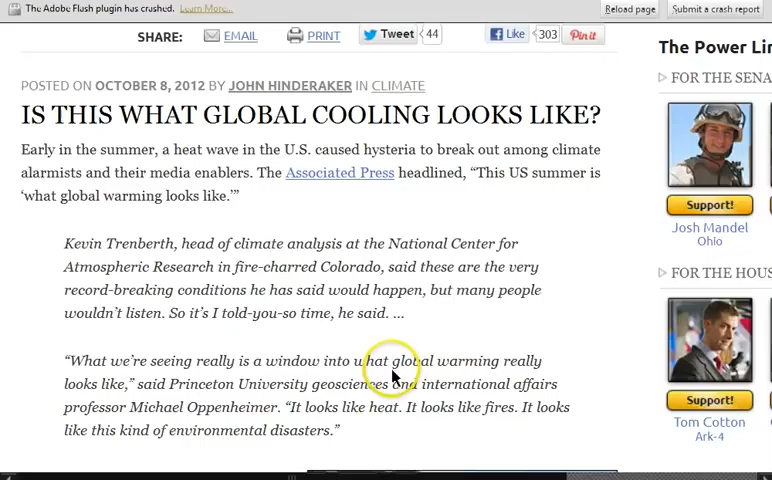 The Adobe Flash plugin has crashed. Learn More...
Reload page
Submit a crash report
SHARE: EMAIL PRINT Tweet 44 Like 303 Pin it
POSTED ON OCTOBER 8, 2012 BY JOHN HINDERAKER IN CLIMATE
IS THIS WHAT GLOBAL COOLING LOOKS LIKE?
Early in the summer, a heat wave in the U.S. caused hysteria to break out among climate
alarmists and their media enablers. The Associated Press headlined, “This US summer is
‘what global warming looks like.’”
Kevin Trenberth, head of climate analysis at the National Center for
Atmospheric Research in fire-charred Colorado, said these are the very
record-breaking conditions he has said would happen, but many people
wouldn’t listen. So it’s I told-you-so time, he said. ...
“What we’re seeing really is a window into what global warming really
looks like,” said Princeton University geosciences and international affairs
professor Michael Oppenheimer. “It looks like heat. It looks like fires. It looks
like this kind of environmental disasters.”
The Power Lin
FOR THE SENA
Support!
Josh Mandel
Ohio
FOR THE HOUS
Support!
Tom Cotton
Ark-4